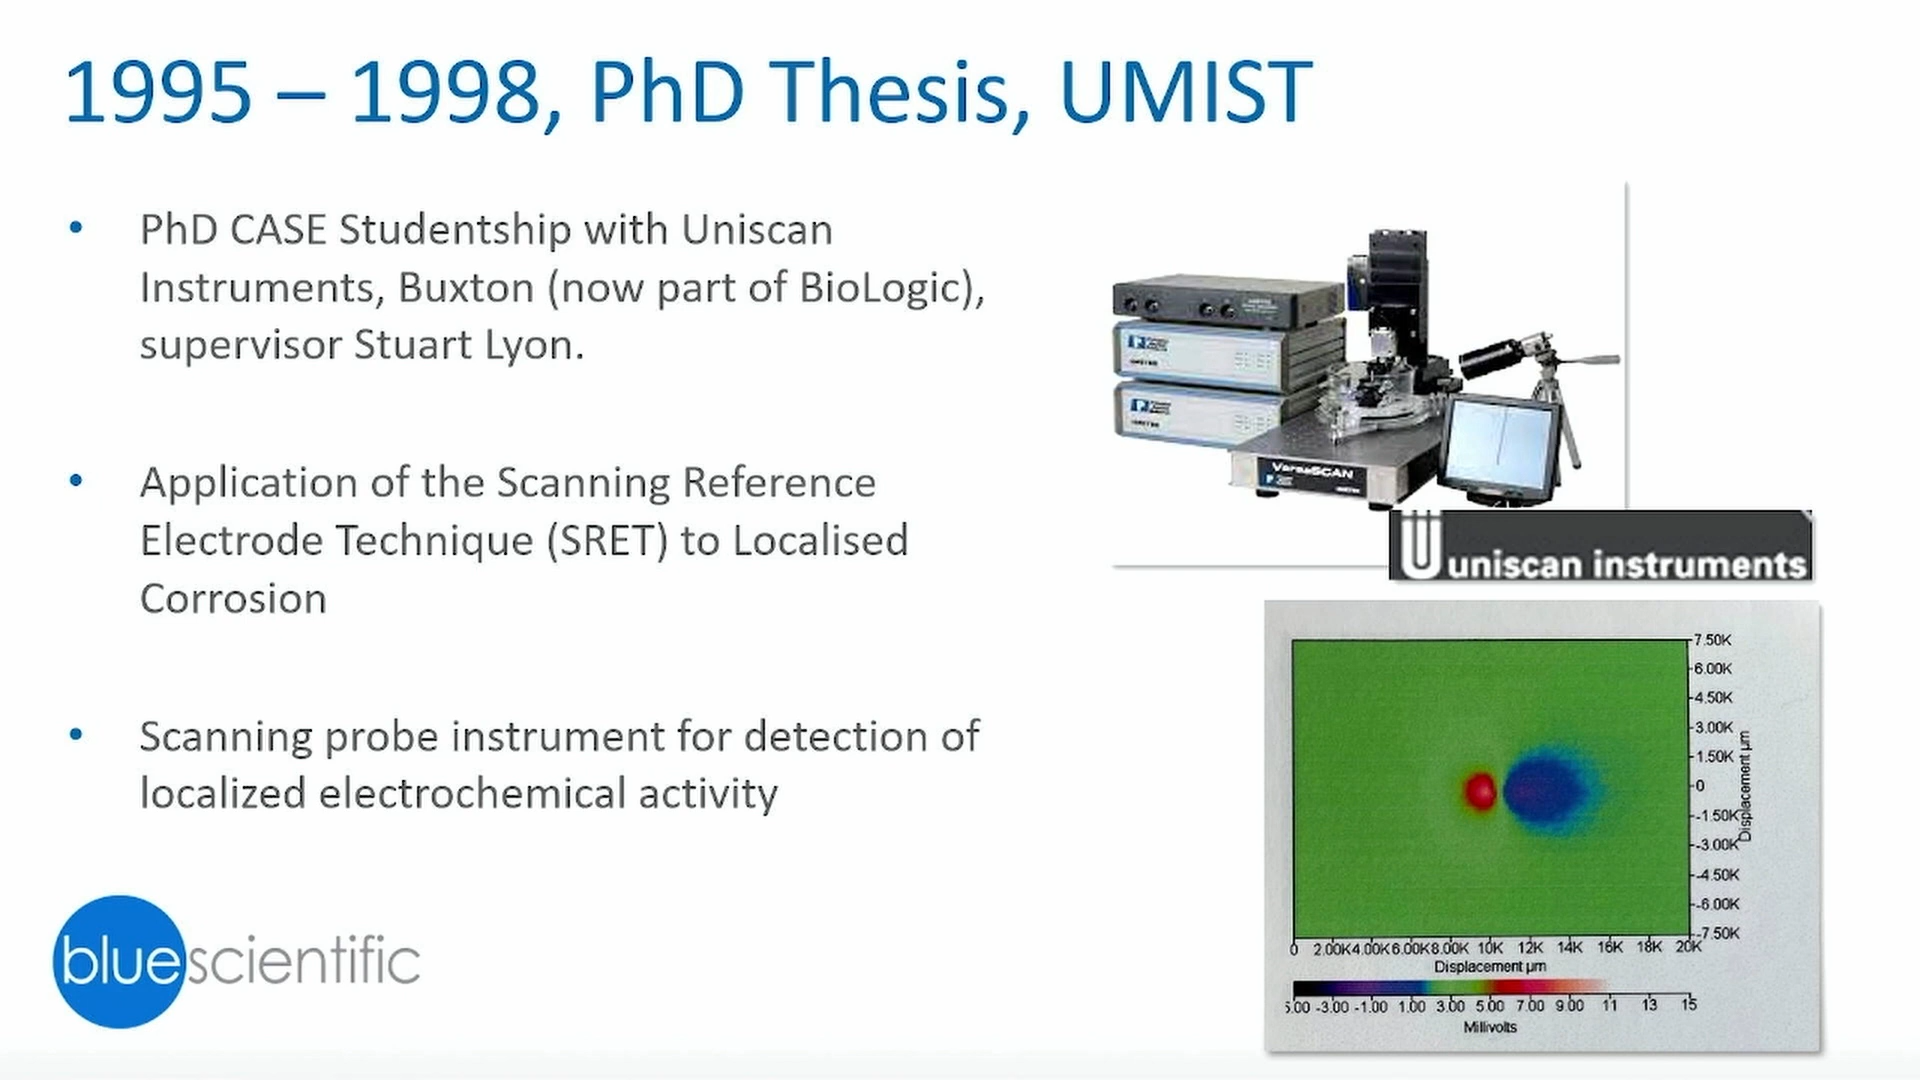 1995 – 1998, PhD Thesis, UMIST
• PhD CASE Studentship with Uniscan
Instruments, Buxton (now part of BioLogic),
supervisor Stuart Lyon.
• Application of the Scanning Reference
Electrode Technique (SRET) to Localised
Corrosion
• Scanning probe instrument for detection of
localized electrochemical activity
bluescientific
VersaSCAN
uniscan instruments
7.50K
6.00K
4.50K
3.00K
1.50K
0
-1.50K
-3.00K
-4.50K
-6.00K
-7.50K
Displacement µm
0 2.00K 4.00K 6.00K 8.00K 10K 12K 14K 16K 18K 20K
Displacement µm
5.00 -3.00 -1.00 1.00 3.00 5.00 7.00 9.00 11 13 15
Millivolts